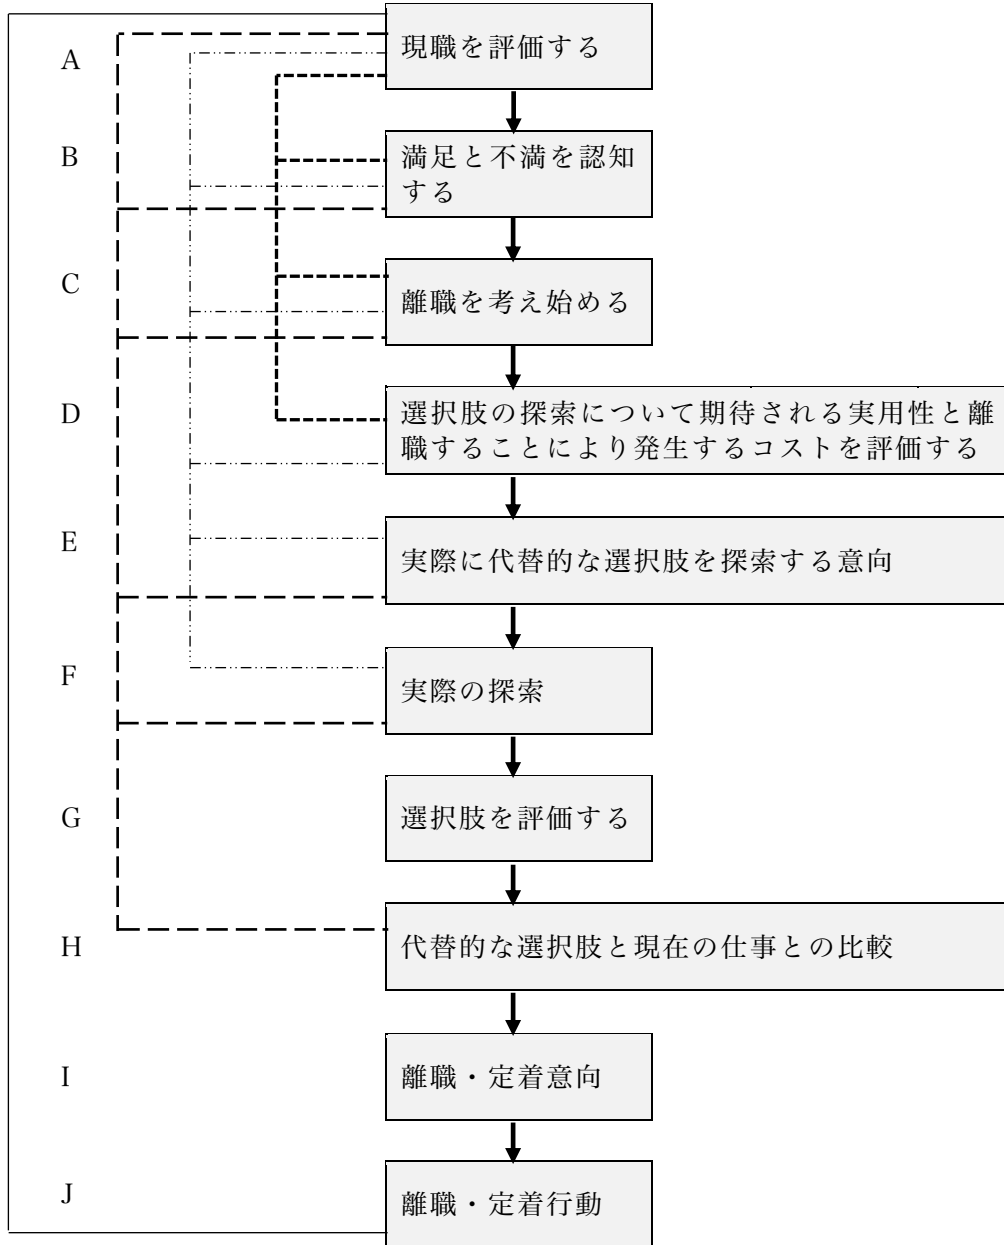 A
現職を評価する
B
満足と不満を認知
する
C
離職を考え始める
D
選択肢の探索について期待される実用性と離
職することにより発生するコストを評価する
E
実際に代替的な選択肢を探索する意向
F
実際の探索
G
選択肢を評価する
H
代替的な選択肢と現在の仕事との比較
I
離職・定着意向
J
離職・定着行動